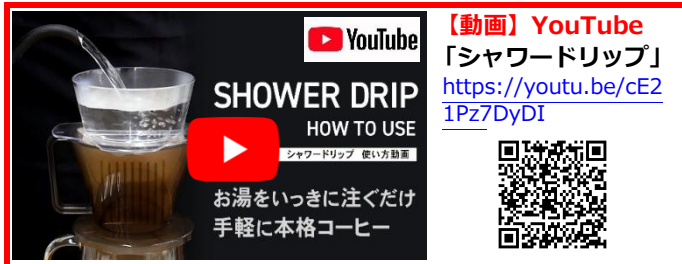 YouTube
SHOWER DRIP
HOW TO USE
シャワードリップ 使い方動画
お湯をいっきに注ぐだけ
手軽に本格コーヒー
【動画】YouTube
「シャワードリップ」
https://youtu.be/cE2
1Pz7DyDI